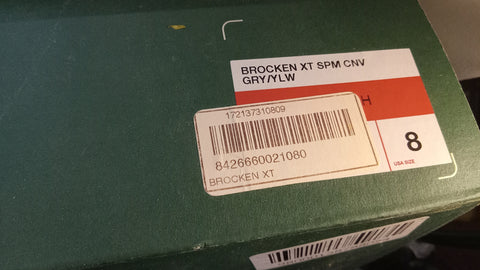 BROCKEN XT SPM CNV
GRY/YLW
H
172137310809
8426660021080
BROCKEN XT
8
USA SIZE